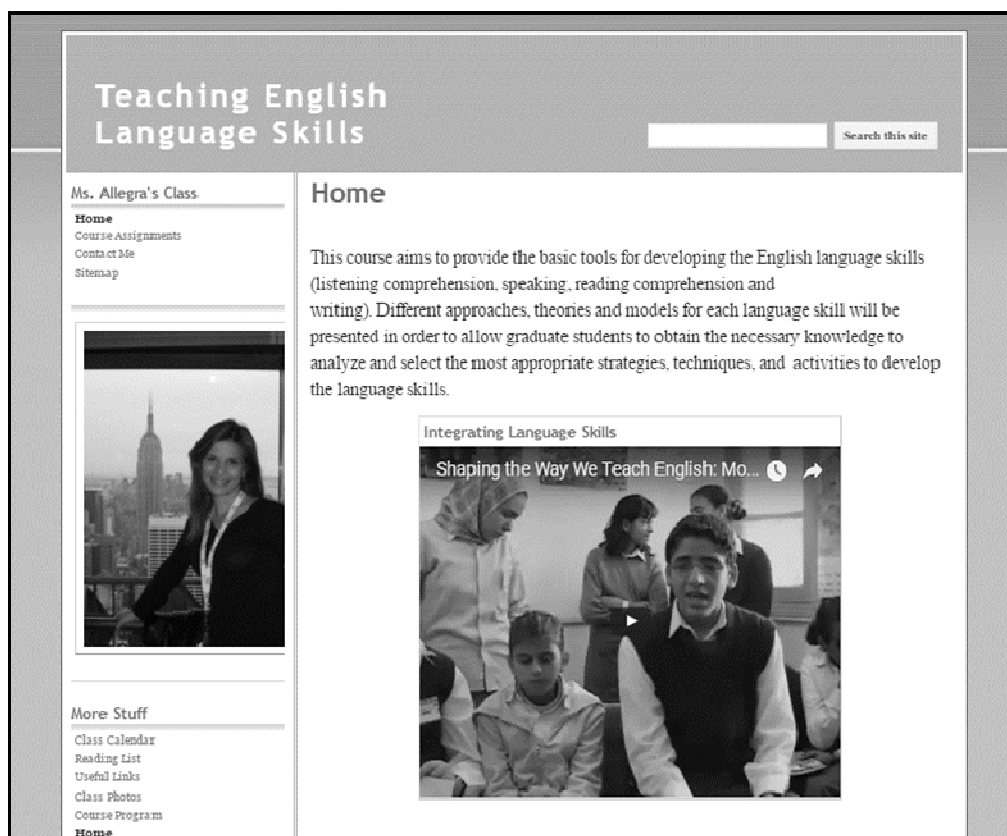 Teaching English
Language Skills
Search this site
Ms. Allegra's Class
Home
Course Assignments
Contact Me
Sitemap
Home
This course aims to provide the basic tools for developing the English language skills
(listening comprehension, speaking, reading comprehension and
writing). Different approaches, theories and models for each language skill will be
presented in order to allow graduate students to obtain the necessary knowledge to
analyze and select the most appropriate strategies, techniques, and activities to develop
the language skills.
Integrating Language Skills
Shaping the Way We Teach English: Mo...
More Stuff
Class Calendar
Reading List
Useful Links
Class Photos
Course Program
Home